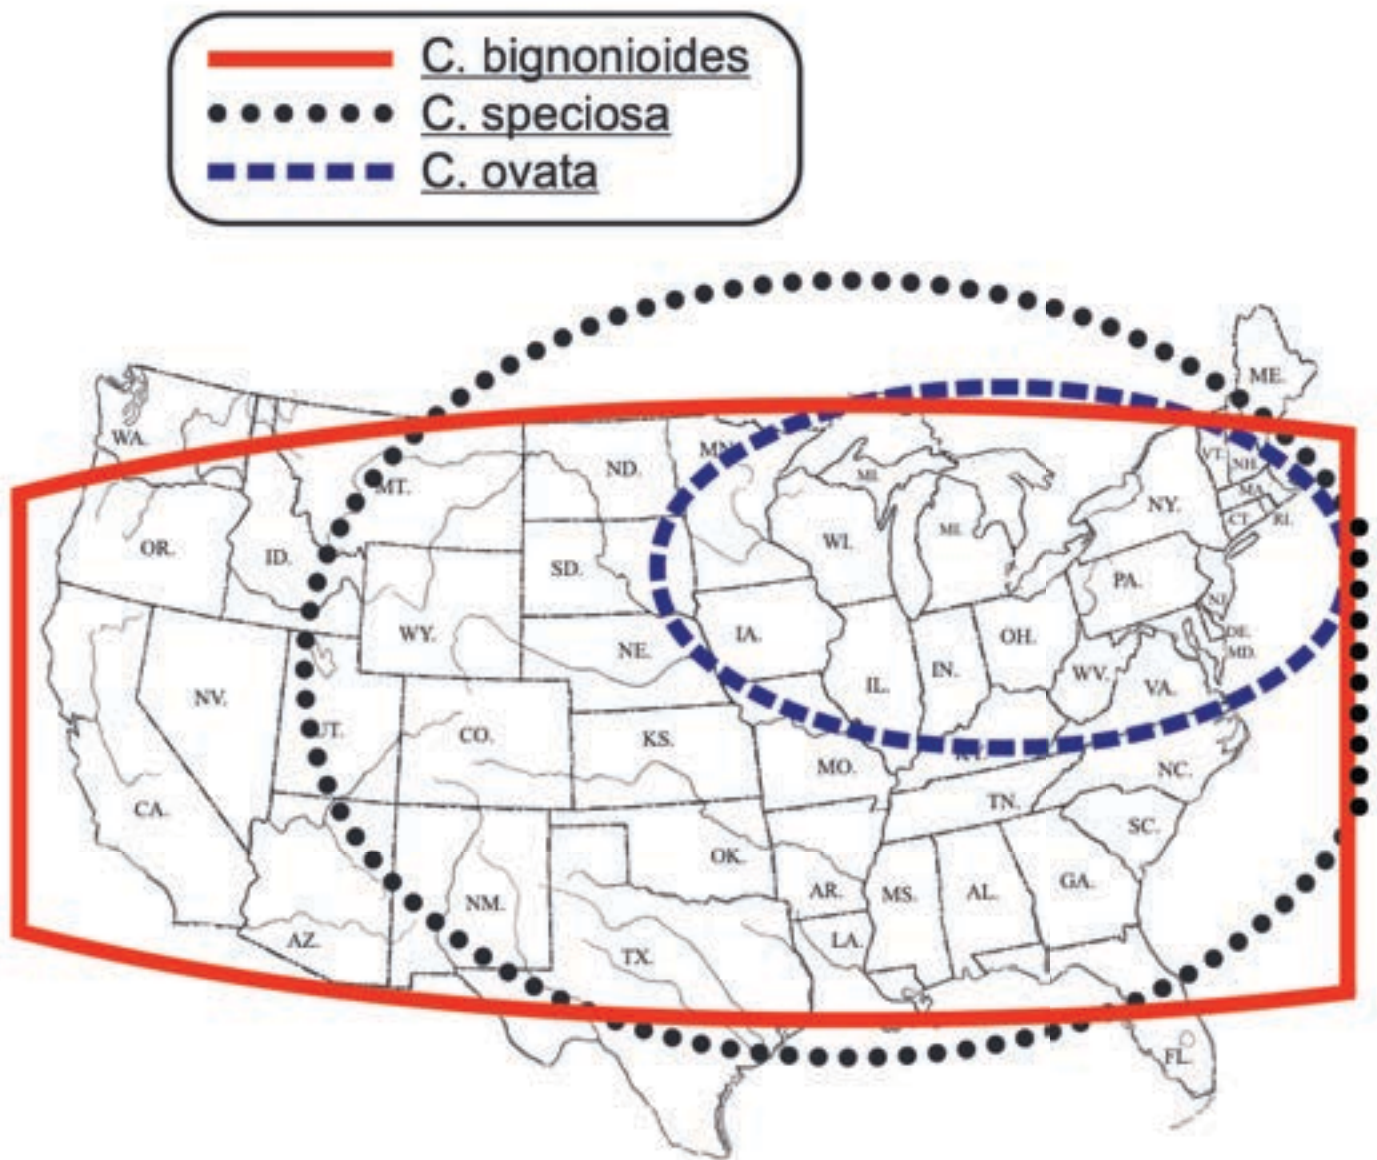 C. bignonioides
C. speciosa
C. ovata
ME.
WA.
MT.
ND.
MN.
VT.
NH.
MA.
CT.
RI.
NY.
MI.
MI.
WI.
OR.
ID.
SD.
PA.
NJ.
WY.
NE.
IA.
OH.
DE.
MD.
NV.
UT.
CO.
KS.
IL.
IN.
WV.
VA.
MO.
NC.
CA.
TN.
SC.
OK.
AR.
MS.
AL.
GA.
NM.
AZ.
TX.
LA.
FL.